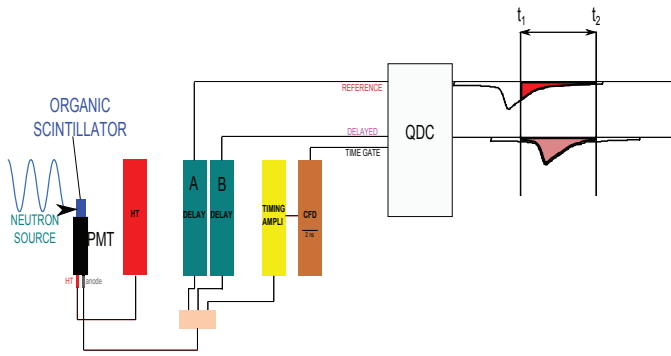 t1 t2
ORGANIC
SCINTILLATOR
REFERENCE
DELAYED
TIME GATE
QDC
A
DELAY
B
DELAY
HT
TIMING
AMPLI
CFD
2 ns
NEUTRON
SOURCE
PMT
HT anode